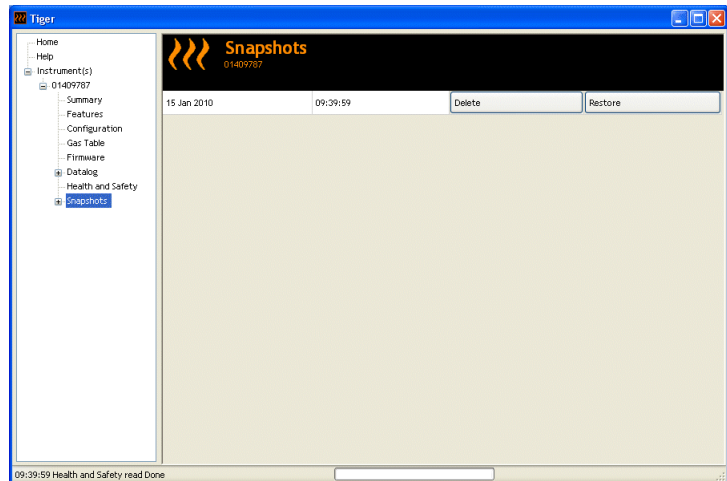 Tiger
Home
Help
Instrument(s)
01409787
Summary
Features
Configuration
Gas Table
Firmware
Datalog
Health and Safety
Snapshots
Snapshots
01409787
15 Jan 2010 09:39:59 Delete Restore
09:39:59 Health and Safety read Done